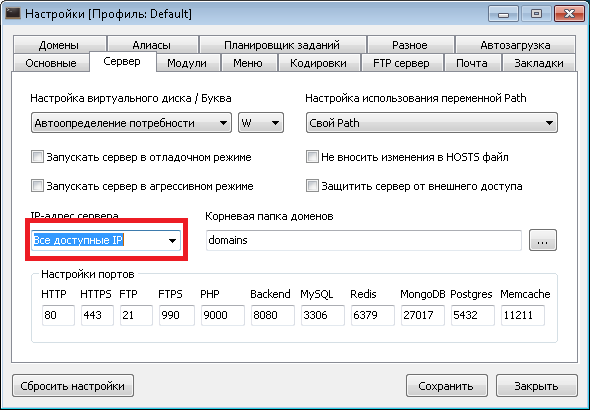 Настройки [Профиль: Default]
Домены Алиасы Планировщик заданий Разное Автозагрузка
Основные Сервер Модули Меню Кодировки FTP сервер Почта Закладки
Настройка виртуального диска / Буква Настройка использования переменной Path
Автоопределение потребности W Свой Path
Запускать сервер в отладочном режиме Не вносить изменения в HOSTS файл
Запускать сервер в агрессивном режиме Защитить сервер от внешнего доступа
IP-адрес сервера Корневая папка доменов
Все доступные IP domains ...
Настройки портов
HTTP HTTPS FTP FTPS PHP Backend MySQL Redis MongoDB Postgres Memcache
80 443 21 990 9000 8080 3306 6379 27017 5432 11211
Сбросить настройки Сохранить Закрыть